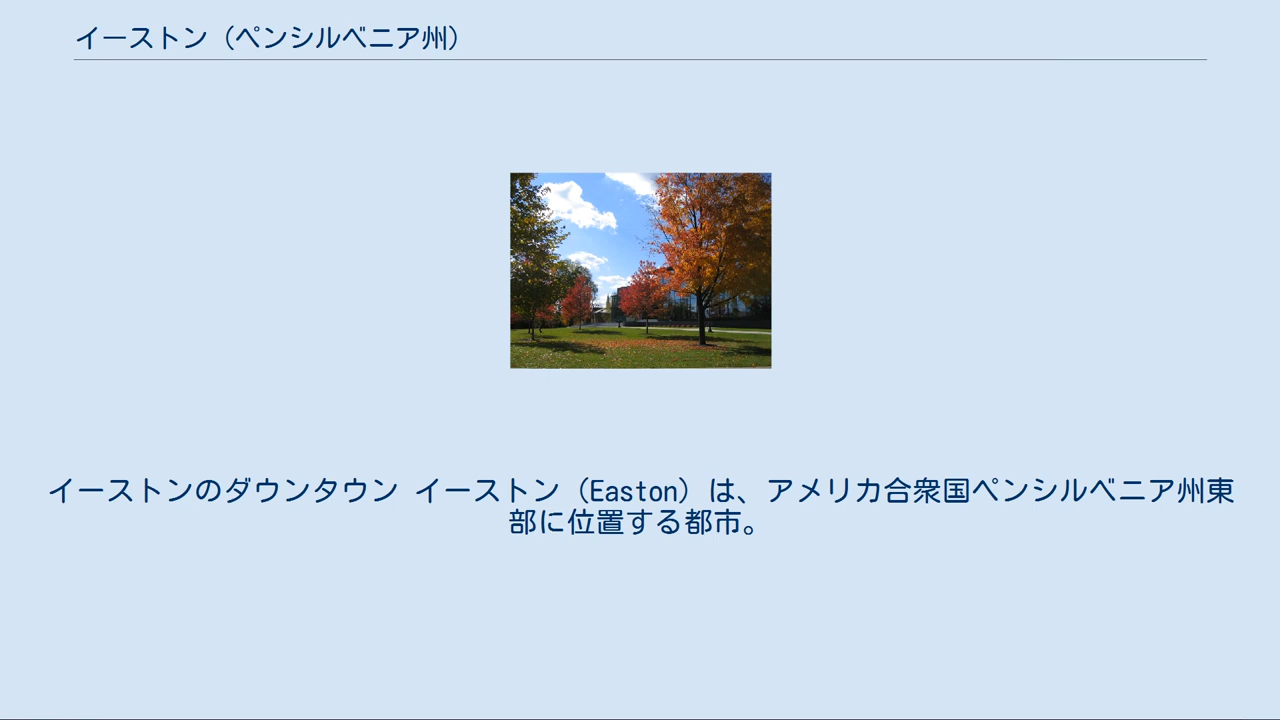 イーストン（ペンシルベニア州）
イーストンのダウンタウン イーストン（Easton）は、アメリカ合衆国ペンシルベニア州東
部に位置する都市。